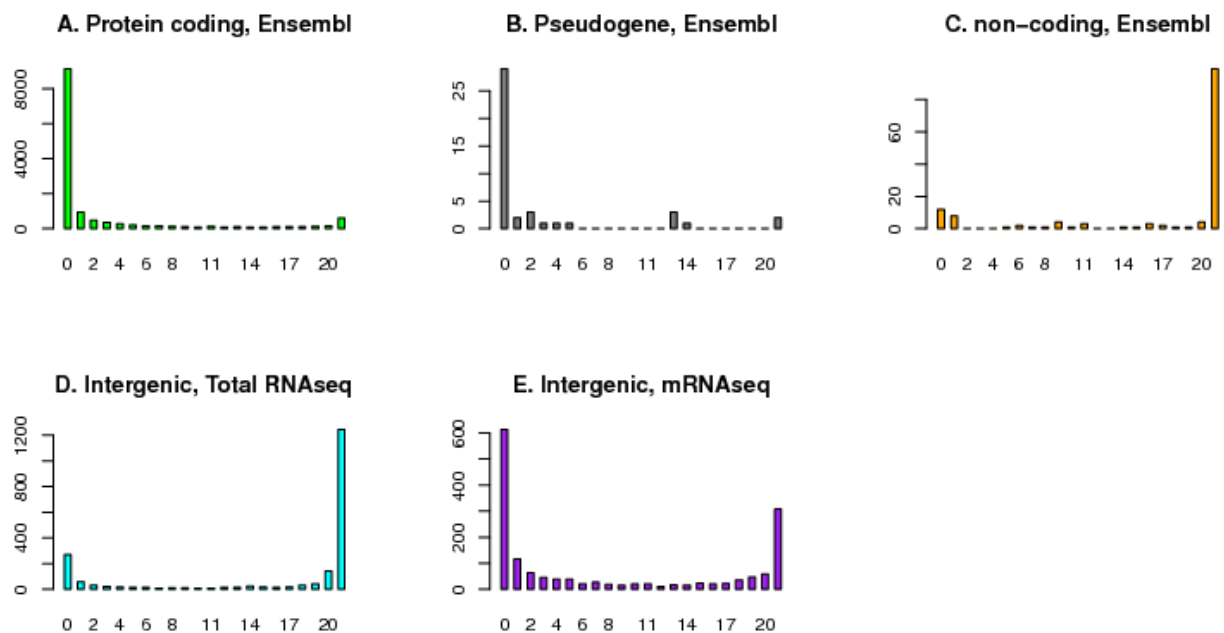 A. Protein coding, Ensembl
8000
4000
0
0 2 4 6 8 11 14 17 20
B. Pseudogene, Ensembl
25
15
5
0
0 2 4 6 8 11 14 17 20
C. non−coding, Ensembl
60
20
0
0 2 4 6 8 11 14 17 20
D. Intergenic, Total RNAseq
1200
800
400
0
0 2 4 6 8 11 14 17 20
E. Intergenic, mRNAseq
600
400
200
0
0 2 4 6 8 11 14 17 20